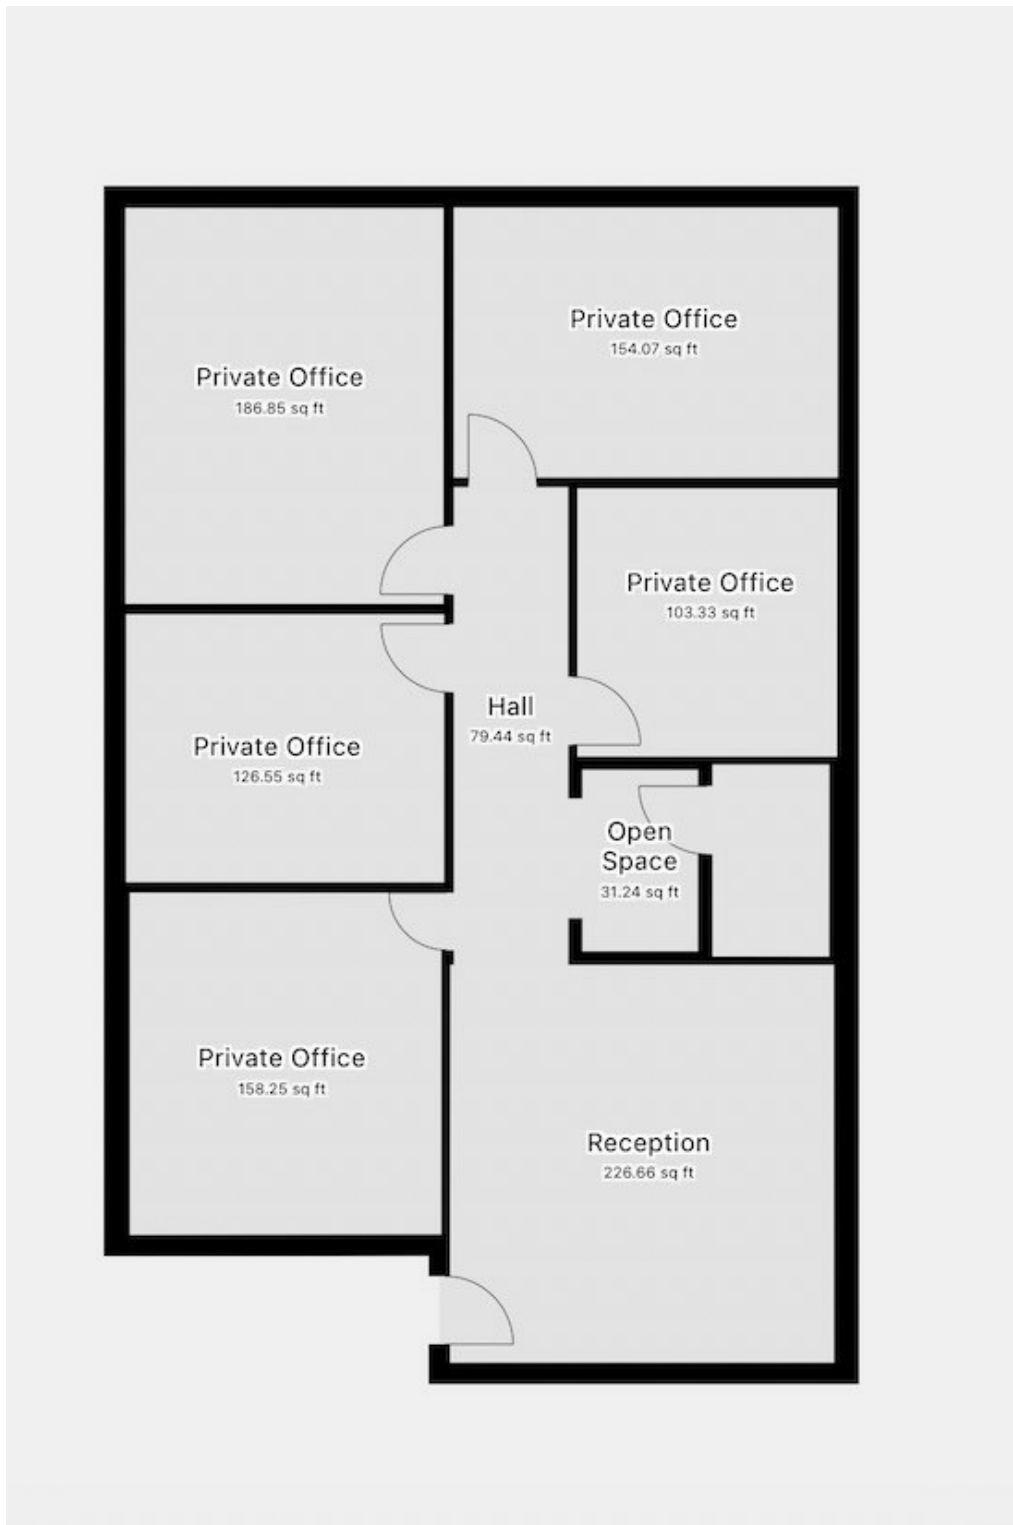 Private Office
154.07 sq ft
Private Office
186.85 sq ft
Private Office
103.33 sq ft
Hall
79.44 sq ft
Private Office
126.55 sq ft
Open
Space
31.24 sq ft
Private Office
158.25 sq ft
Reception
226.66 sq ft